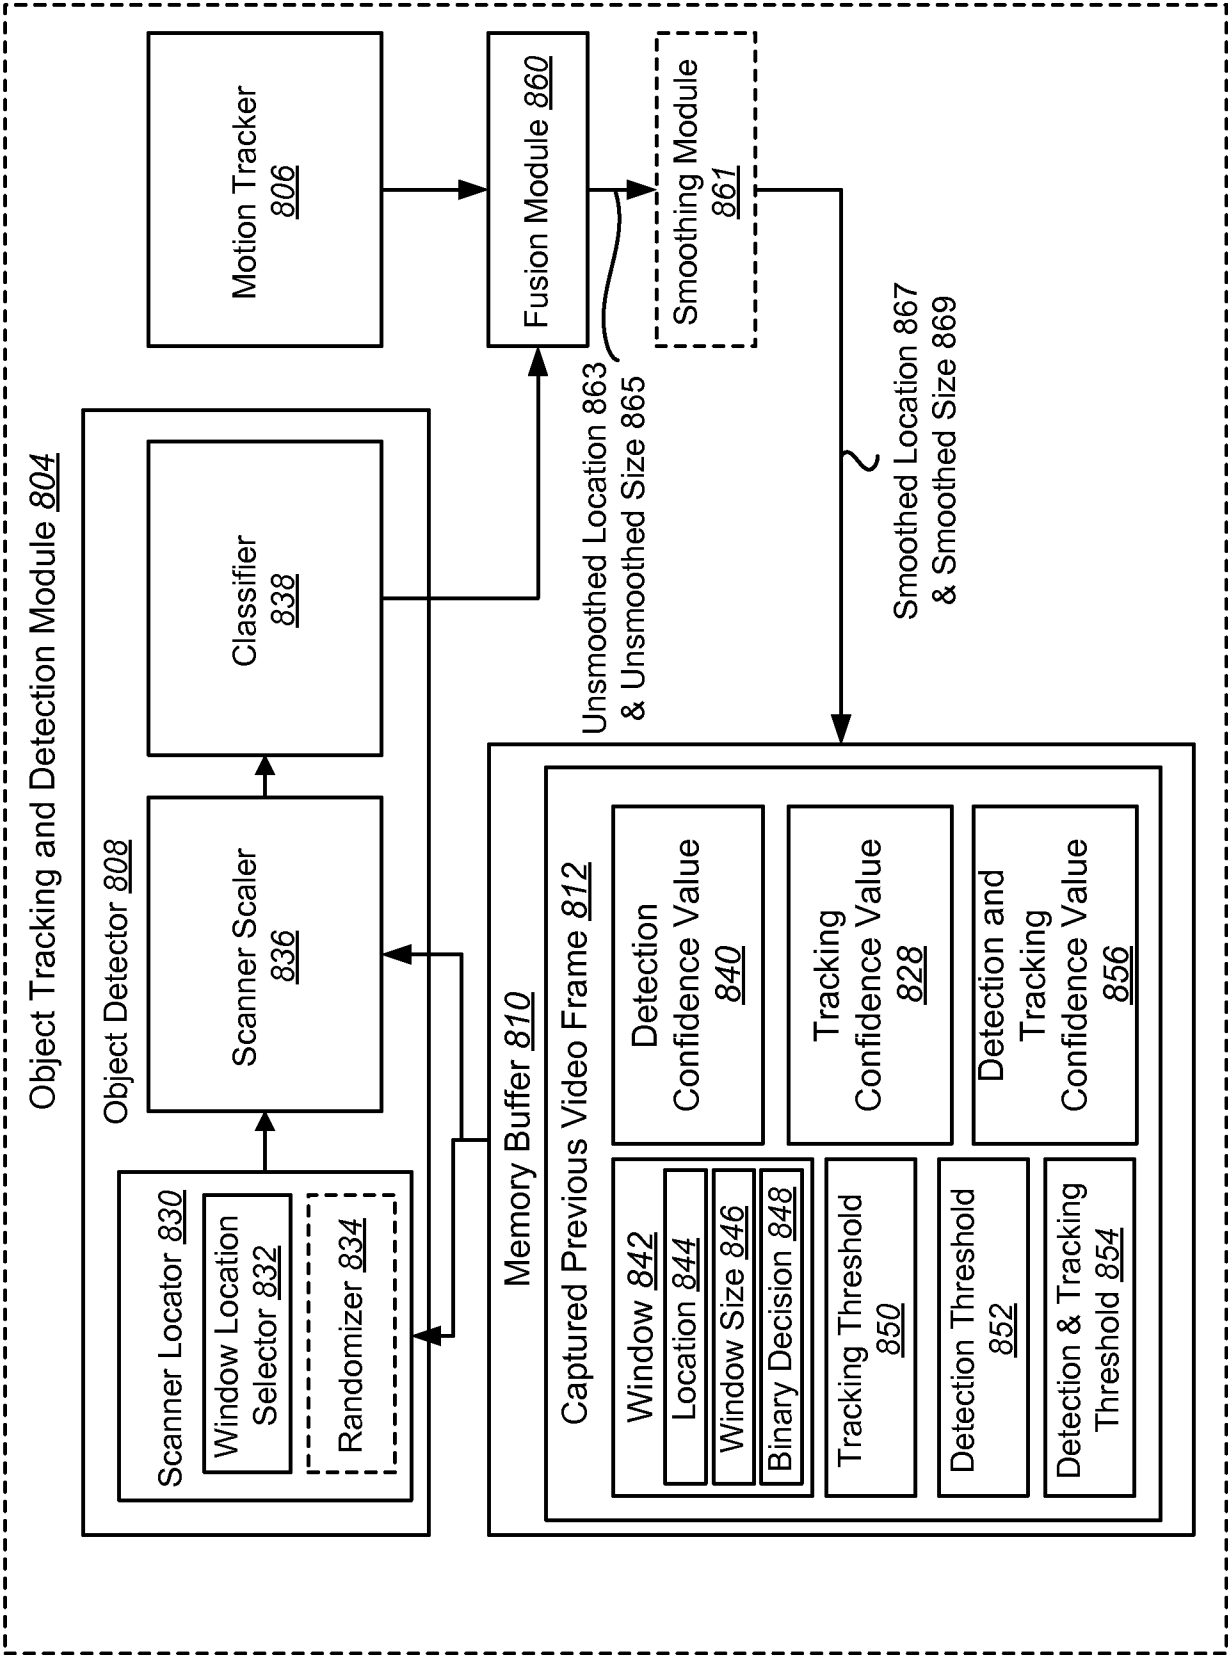 Object Tracking and Detection Module 804
Object Detector 808
Scanner Locator 830
Window Location
Selector 832
Randomizer 834
Scanner Scaler
836
Classifier
838
Motion Tracker
806
Fusion Module 860
Unsmoothed Location 863
& Unsmoothed Size 865
Smoothing Module
861
Smoothed Location 867
& Smoothed Size 869
Memory Buffer 810
Captured Previous Video Frame 812
Window 842
Location 844
Window Size 846
Binary Decision 848
Tracking Threshold
850
Detection Threshold
852
Detection & Tracking
Threshold 854
Detection
Confidence Value
840
Tracking
Confidence Value
828
Detection and
Tracking
Confidence Value
856